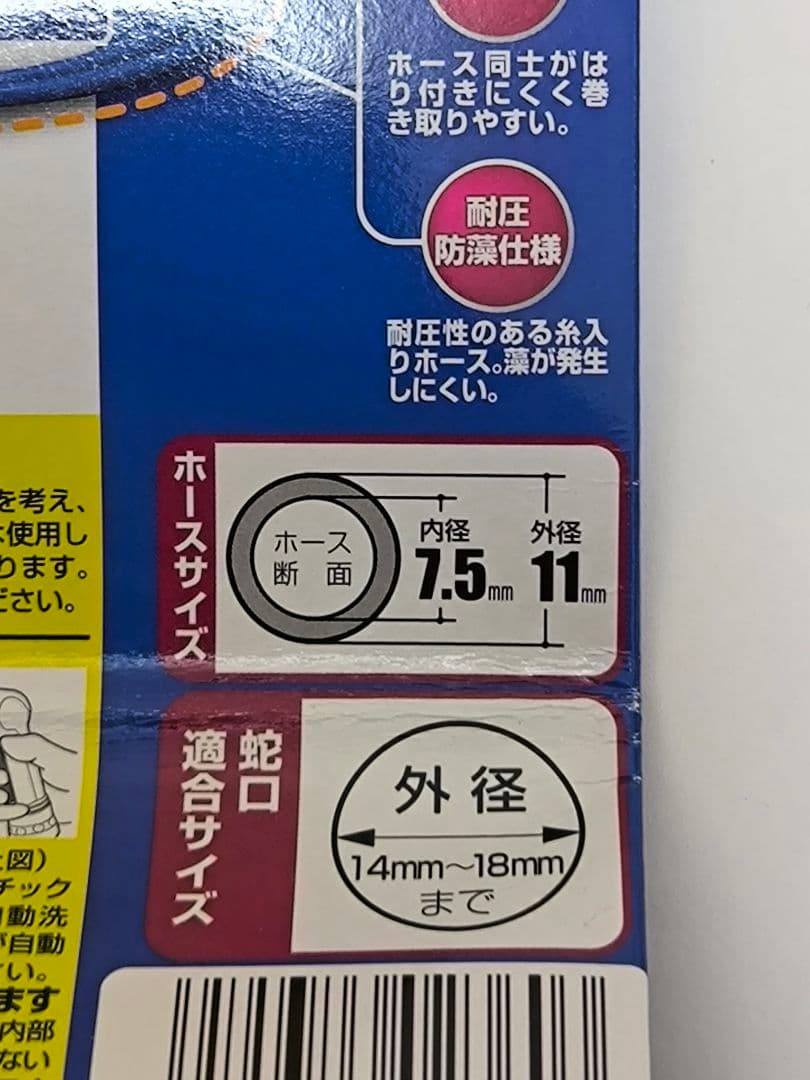 ホース同士がは
り付きにくく巻
き取りやすい。
耐圧
防藻仕様
耐圧性のある糸入
りホース。藻が発生
しにくい。
ホースサイズ
ホース
断面
内径
7.5mm
外径
11mm
蛇口
適合サイズ
外径
14mm～18mm
まで
を考え、
使用し
ります。
ださい。
図)
チック
動洗
が自動
い。
ます
内部
ない